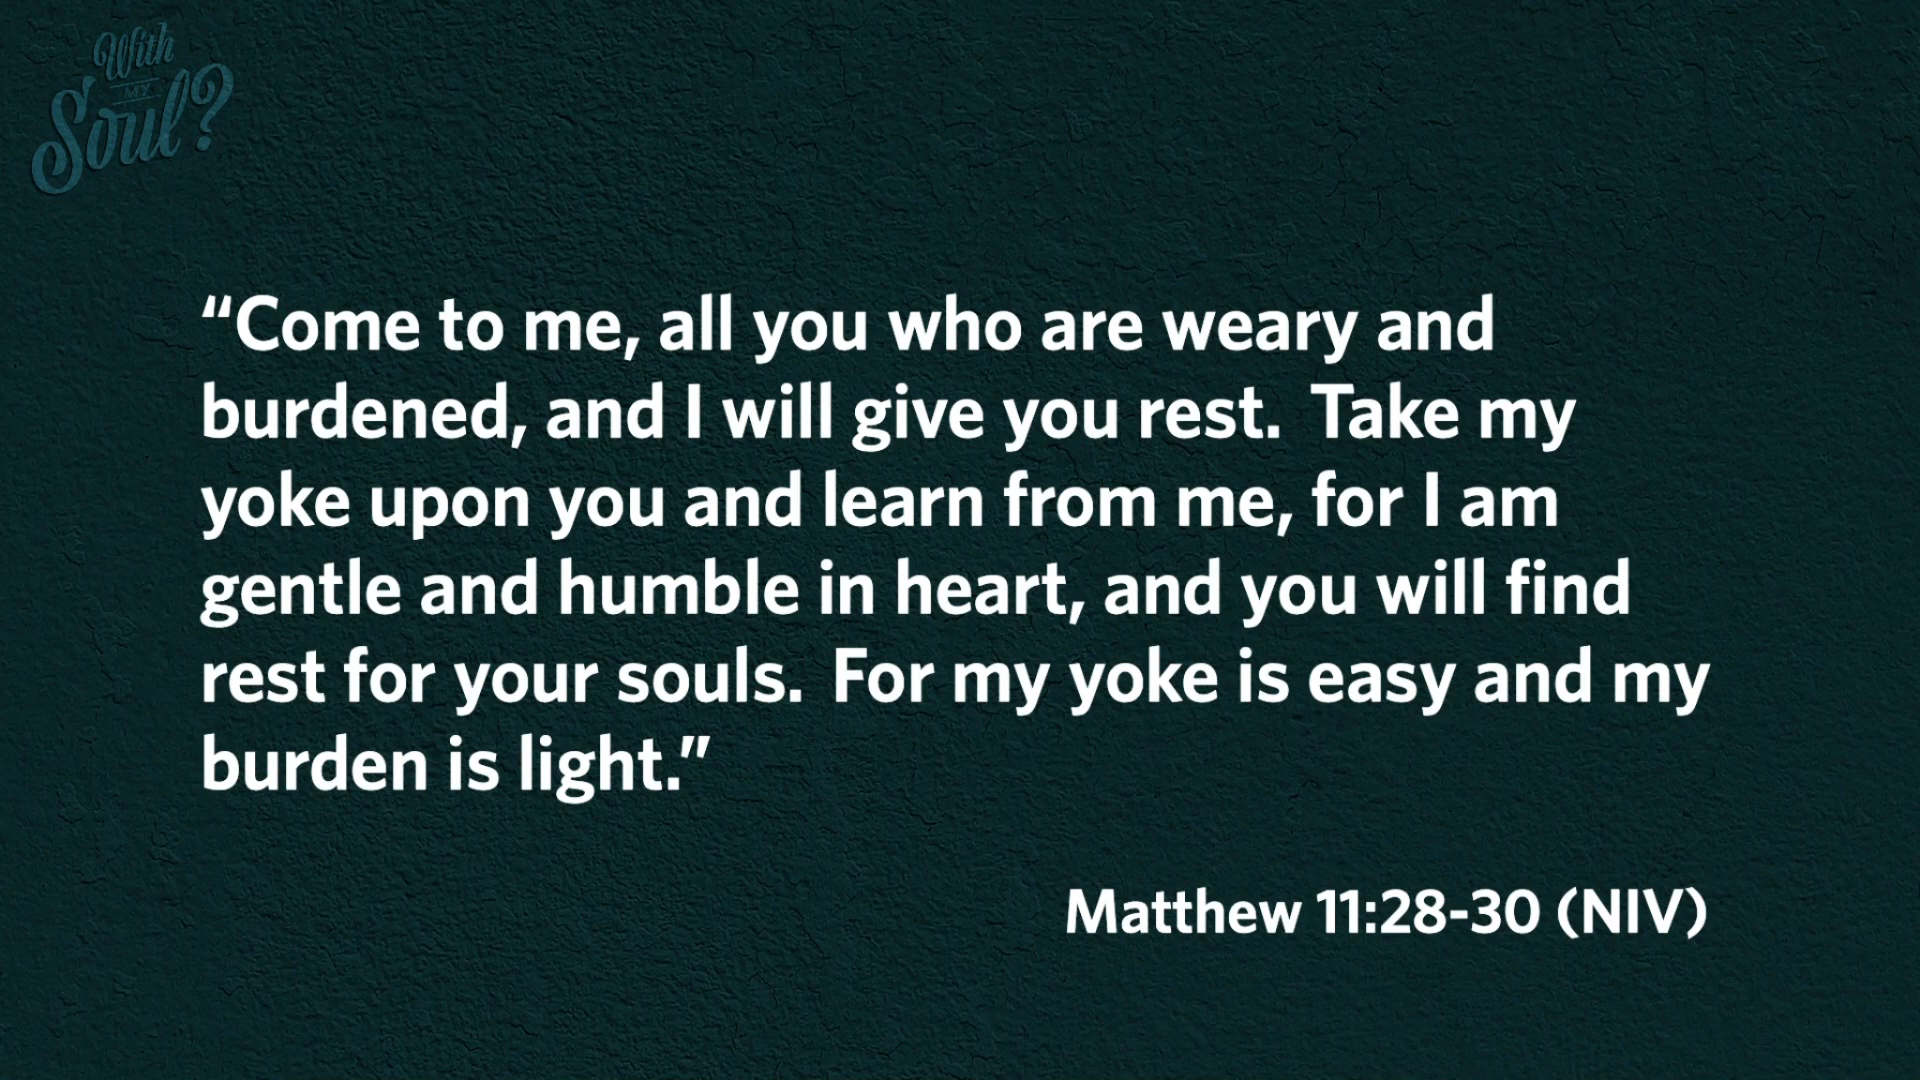 With
MY
Soul?
“Come to me, all you who are weary and
burdened, and I will give you rest.  Take my
yoke upon you and learn from me, for I am
gentle and humble in heart, and you will find
rest for your souls.  For my yoke is easy and my
burden is light.”
Matthew 11:28-30 (NIV)